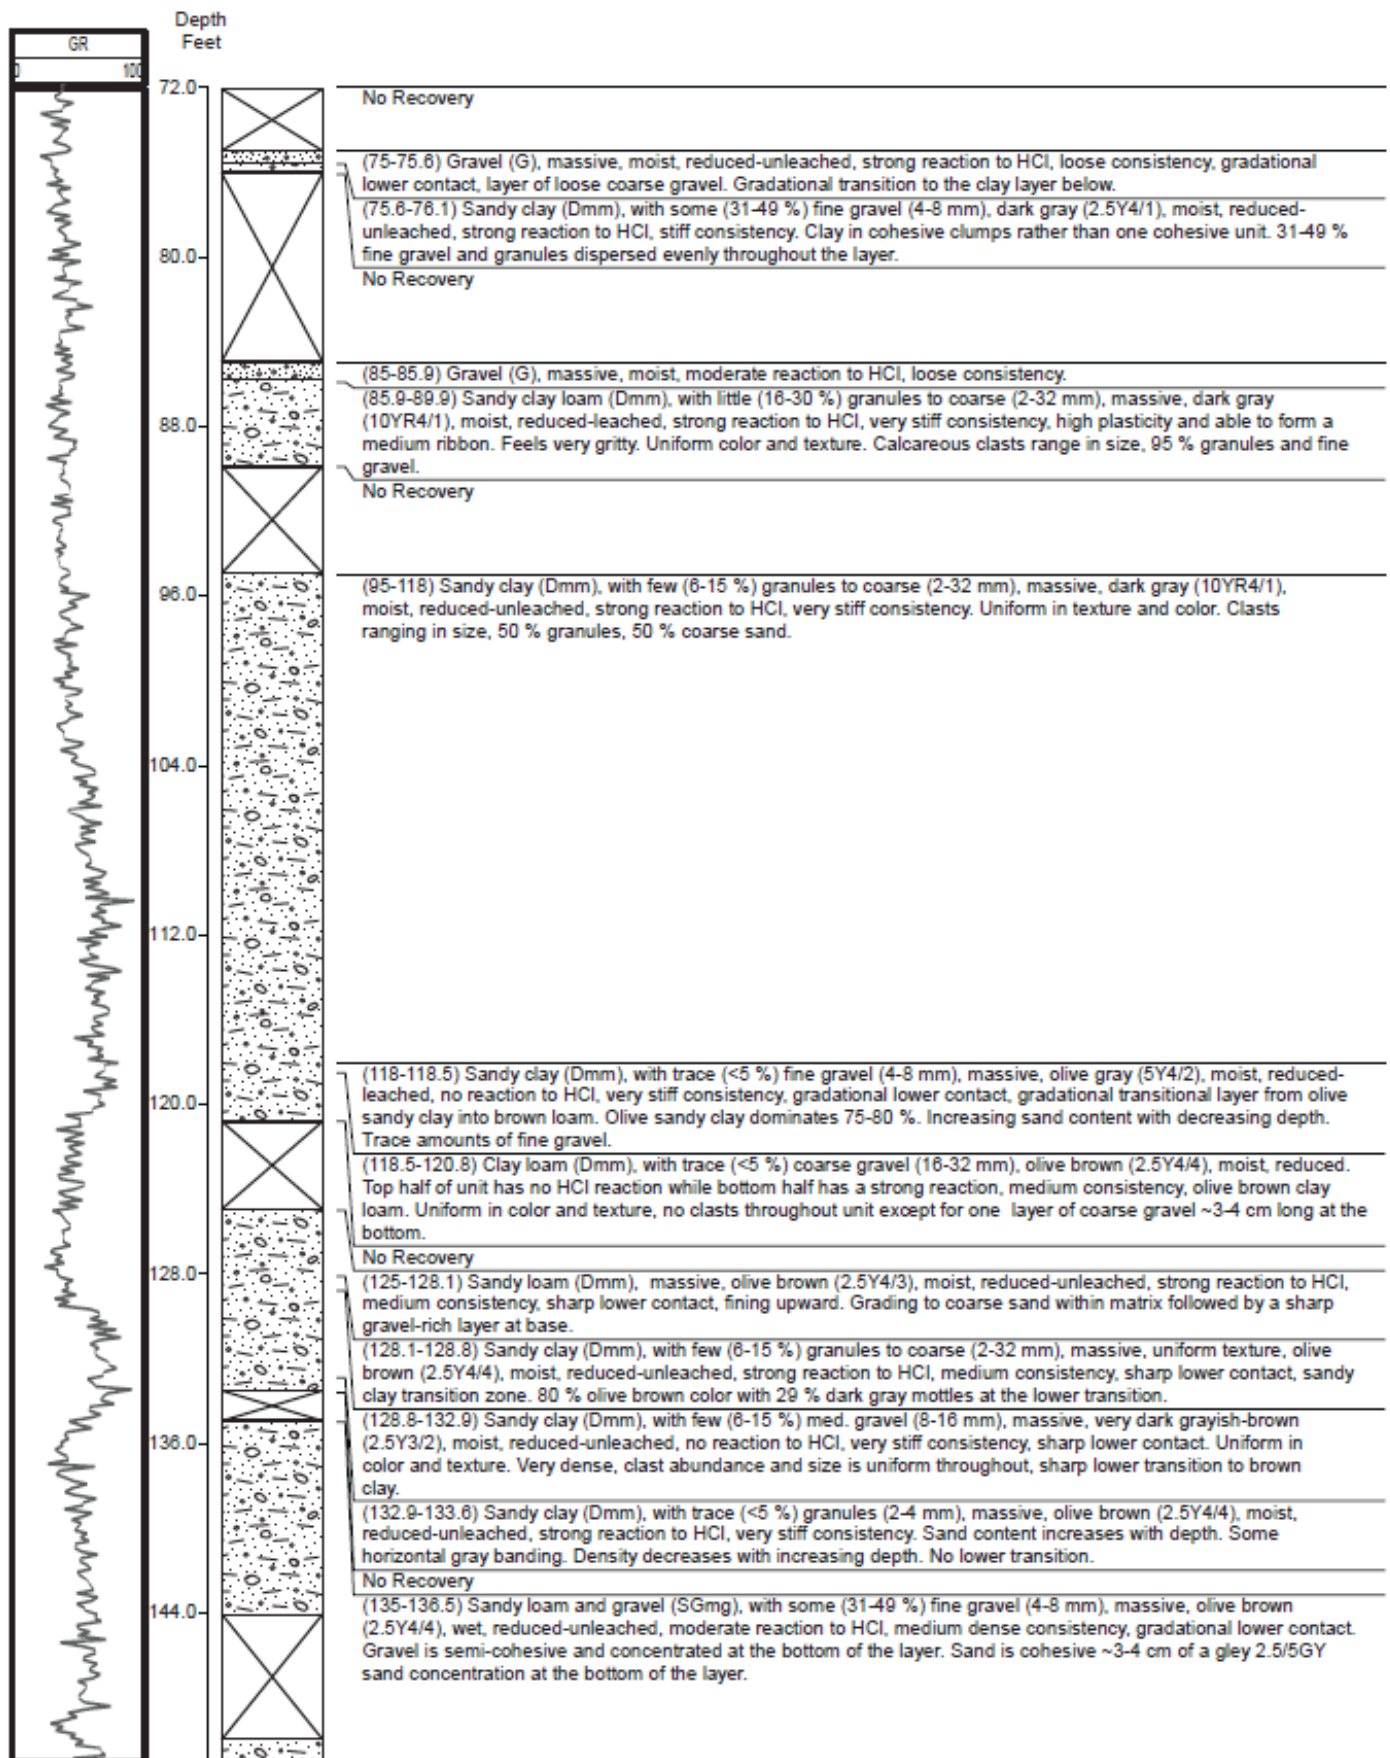 Depth
Feet
GR
0 100
72.0
No Recovery
(75-75.6) Gravel (G), massive, moist, reduced-unleached, strong reaction to HCl, loose consistency, gradational
lower contact, layer of loose coarse gravel. Gradational transition to the clay layer below.
(75.6-76.1) Sandy clay (Dmm), with some (31-49 %) fine gravel (4-8 mm), dark gray (2.5Y4/1), moist, reduced-
unleached, strong reaction to HCl, stiff consistency. Clay in cohesive clumps rather than one cohesive unit. 31-49 %
fine gravel and granules dispersed evenly throughout the layer.
80.0
No Recovery
(85-85.9) Gravel (G), massive, moist, moderate reaction to HCl, loose consistency.
(85.9-89.9) Sandy clay loam (Dmm), with little (16-30 %) granules to coarse (2-32 mm), massive, dark gray
(10YR4/1), moist, reduced-leached, strong reaction to HCl, very stiff consistency, high plasticity and able to form a
88.0
medium ribbon. Feels very gritty. Uniform color and texture. Calcareous clasts range in size, 95 % granules and fine
gravel.
No Recovery
(95-118) Sandy clay (Dmm), with few (6-15 %) granules to coarse (2-32 mm), massive, dark gray (10YR4/1),
96.0
moist, reduced-unleached, strong reaction to HCl, very stiff consistency. Uniform in texture and color. Clasts
ranging in size, 50 % granules, 50 % coarse sand.
104.0
112.0
(118-118.5) Sandy clay (Dmm), with trace (<5 %) fine gravel (4-8 mm), massive, olive gray (5Y4/2), moist, reduced-
leached, no reaction to HCl, very stiff consistency, gradational lower contact, gradational transitional layer from olive
120.0
sandy clay into brown loam. Olive sandy clay dominates 75-80 %. Increasing sand content with decreasing depth.
Trace amounts of fine gravel.
(118.5-120.8) Clay loam (Dmm), with trace (<5 %) coarse gravel (16-32 mm), olive brown (2.5Y4/4), moist, reduced.
Top half of unit has no HCl reaction while bottom half has a strong reaction, medium consistency, olive brown clay
loam. Uniform in color and texture, no clasts throughout unit except for one layer of coarse gravel ~3-4 cm long at the
bottom.
No Recovery
128.0
(125-128.1) Sandy loam (Dmm), massive, olive brown (2.5Y4/3), moist, reduced-unleached, strong reaction to HCl,
medium consistency, sharp lower contact, fining upward. Grading to coarse sand within matrix followed by a sharp
gravel-rich layer at base.
(128.1-128.8) Sandy clay (Dmm), with few (6-15 %) granules to coarse (2-32 mm), massive, uniform texture, olive
brown (2.5Y4/4), moist, reduced-unleached, strong reaction to HCl, medium consistency, sharp lower contact, sandy
clay transition zone. 80 % olive brown color with 29 % dark gray mottles at the lower transition.
(128.8-132.9) Sandy clay (Dmm), with few (6-15 %) med. gravel (8-16 mm), massive, very dark grayish-brown
136.0
(2.5Y3/2), moist, reduced-unleached, no reaction to HCl, very stiff consistency, sharp lower contact. Uniform in
color and texture. Very dense, clast abundance and size is uniform throughout, sharp lower transition to brown
clay.
(132.9-133.6) Sandy clay (Dmm), with trace (<5 %) granules (2-4 mm), massive, olive brown (2.5Y4/4), moist,
reduced-unleached, strong reaction to HCl, very stiff consistency. Sand content increases with depth. Some
horizontal gray banding. Density decreases with increasing depth. No lower transition.
No Recovery
144.0
(135-136.5) Sandy loam and gravel (SGmg), with some (31-49 %) fine gravel (4-8 mm), massive, olive brown
(2.5Y4/4), wet, reduced-unleached, moderate reaction to HCl, medium dense consistency, gradational lower contact.
Gravel is semi-cohesive and concentrated at the bottom of the layer. Sand is cohesive ~3-4 cm of a gley 2.5/5GY
sand concentration at the bottom of the layer.